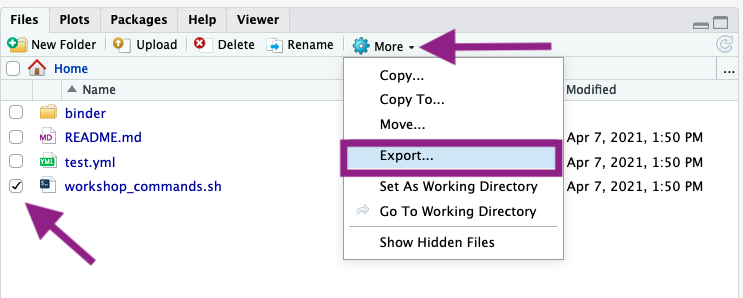 Files Plots Packages Help Viewer
New Folder Upload Delete Rename More
Home ...
Name Modified
binder
README.md Apr 7, 2021, 1:50 PM
test.yml Apr 7, 2021, 1:50 PM
workshop_commands.sh Apr 7, 2021, 1:50 PM
Copy...
Copy To...
Move...
Export...
Set As Working Directory
Go To Working Directory
Show Hidden Files
MD
YML